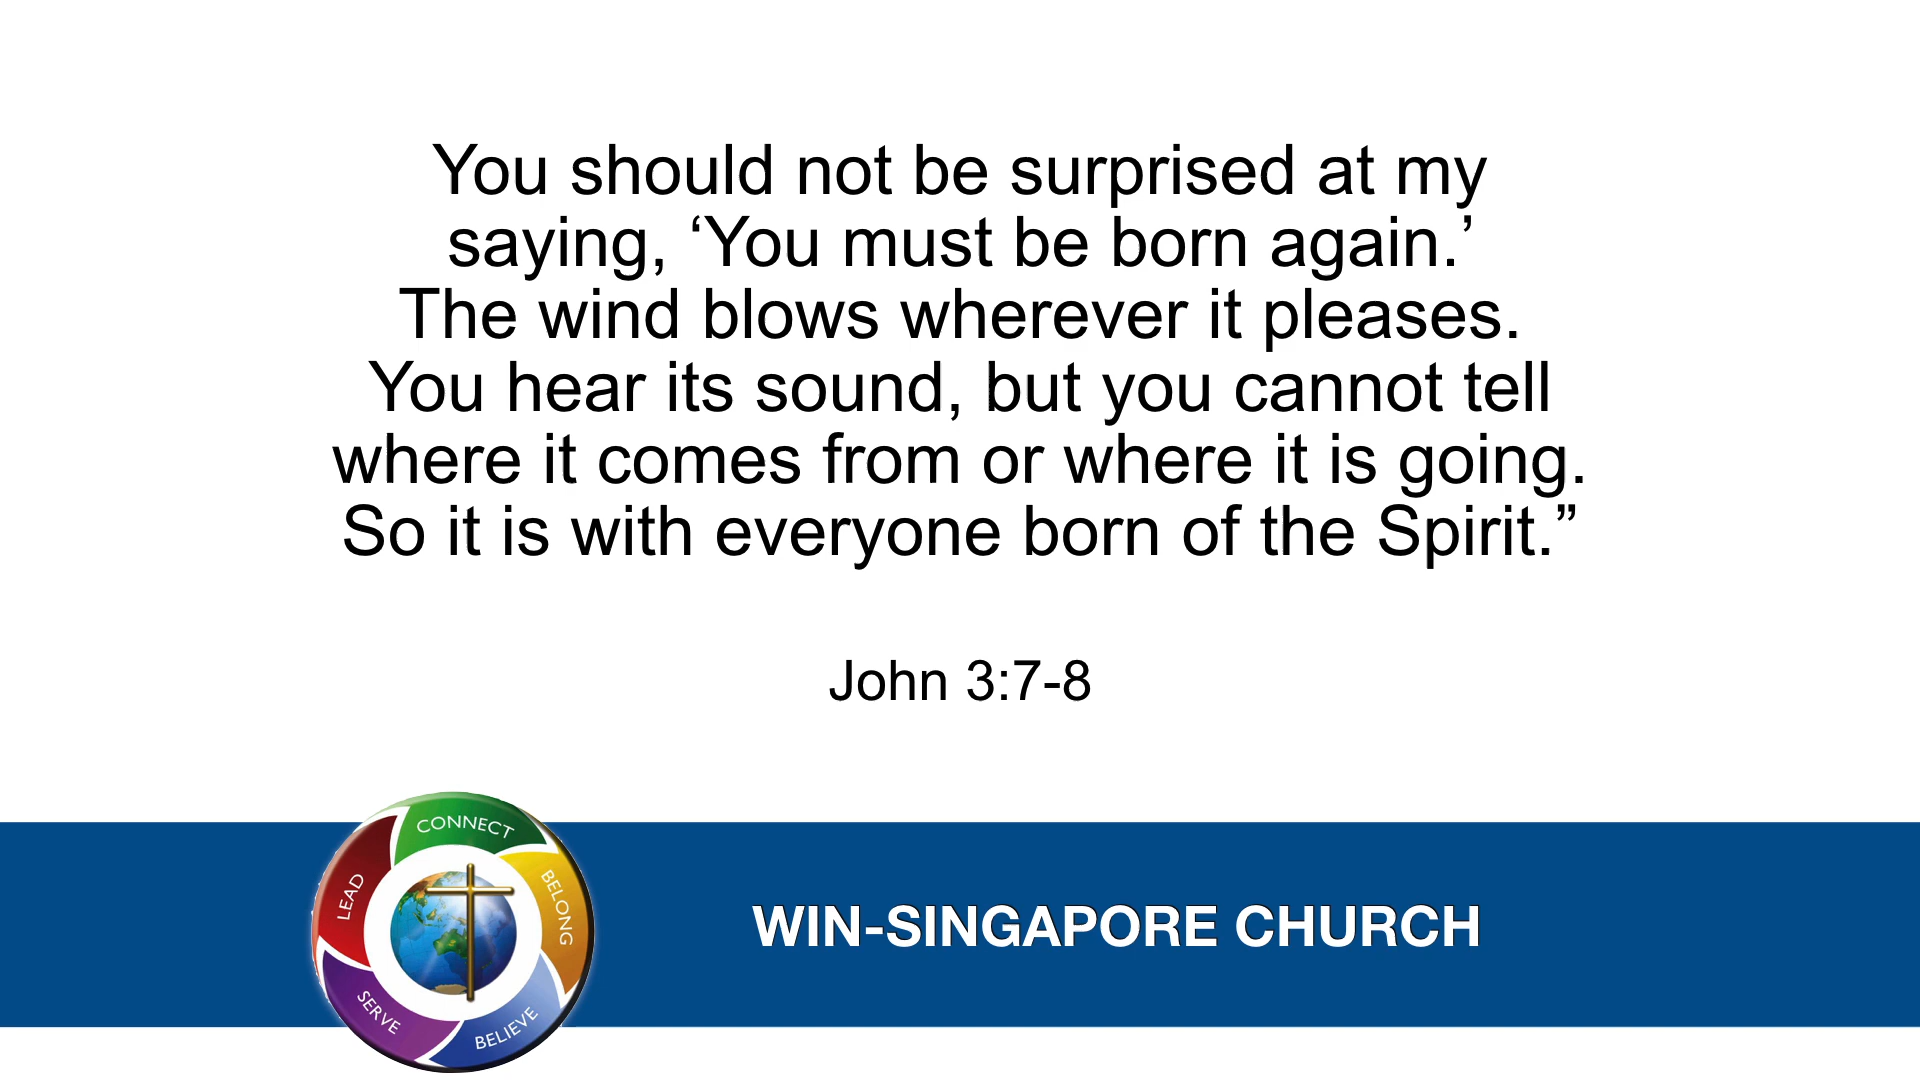 You should not be surprised at my
saying, ‘You must be born again.’
The wind blows wherever it pleases.
You hear its sound, but you cannot tell
where it comes from or where it is going.
So it is with everyone born of the Spirit.”
John 3:7-8
CONNECT
BELONG
BELIEVE
SERVE
LEAD
WIN-SINGAPORE CHURCH